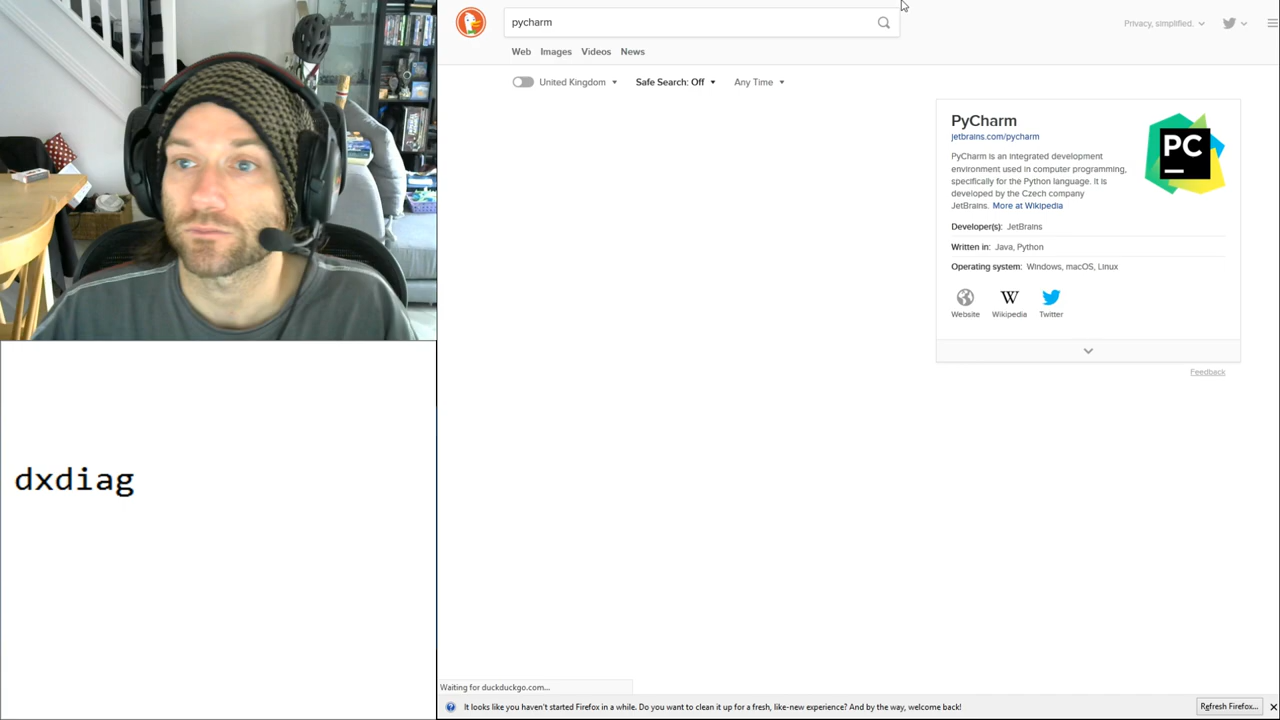 pycharm
Privacy, simplified.
Web Images Videos News
United Kingdom Safe Search: Off Any Time
PyCharm
jetbrains.com/pycharm
PyCharm is an integrated development
environment used in computer programming,
specifically for the Python language. It is
developed by the Czech company
JetBrains. More at Wikipedia
PC
Developer(s): JetBrains
Written in: Java, Python
Operating system: Windows, macOS, Linux
W
Website Wikipedia Twitter
Feedback
dxdiag
Waiting for duckduckgo.com...
It looks like you haven't started Firefox in a while. Do you want to clean it up for a fresh, like-new experience? And by the way, welcome back! Refresh Firefox...